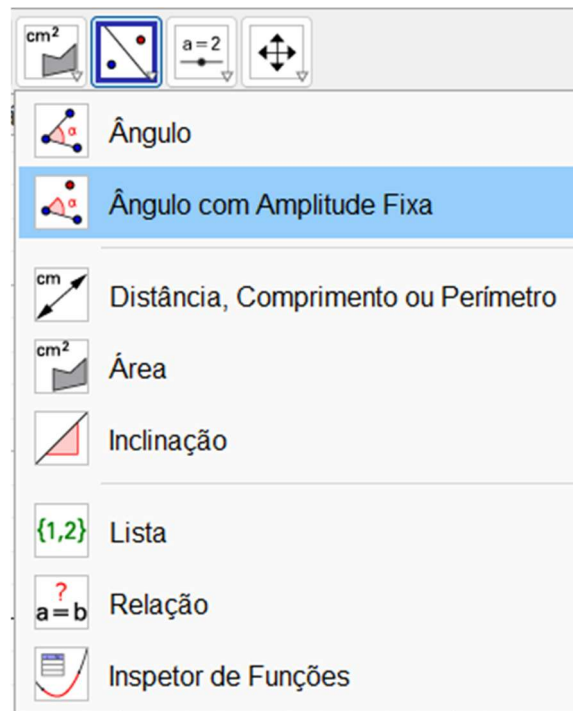 cm²
a=2
α
Ângulo
α
Ângulo com Amplitude Fixa
cm
Distância, Comprimento ou Perímetro
cm²
Área
Inclinação
{1,2}
Lista
?
a=b
Relação
Inspetor de Funções